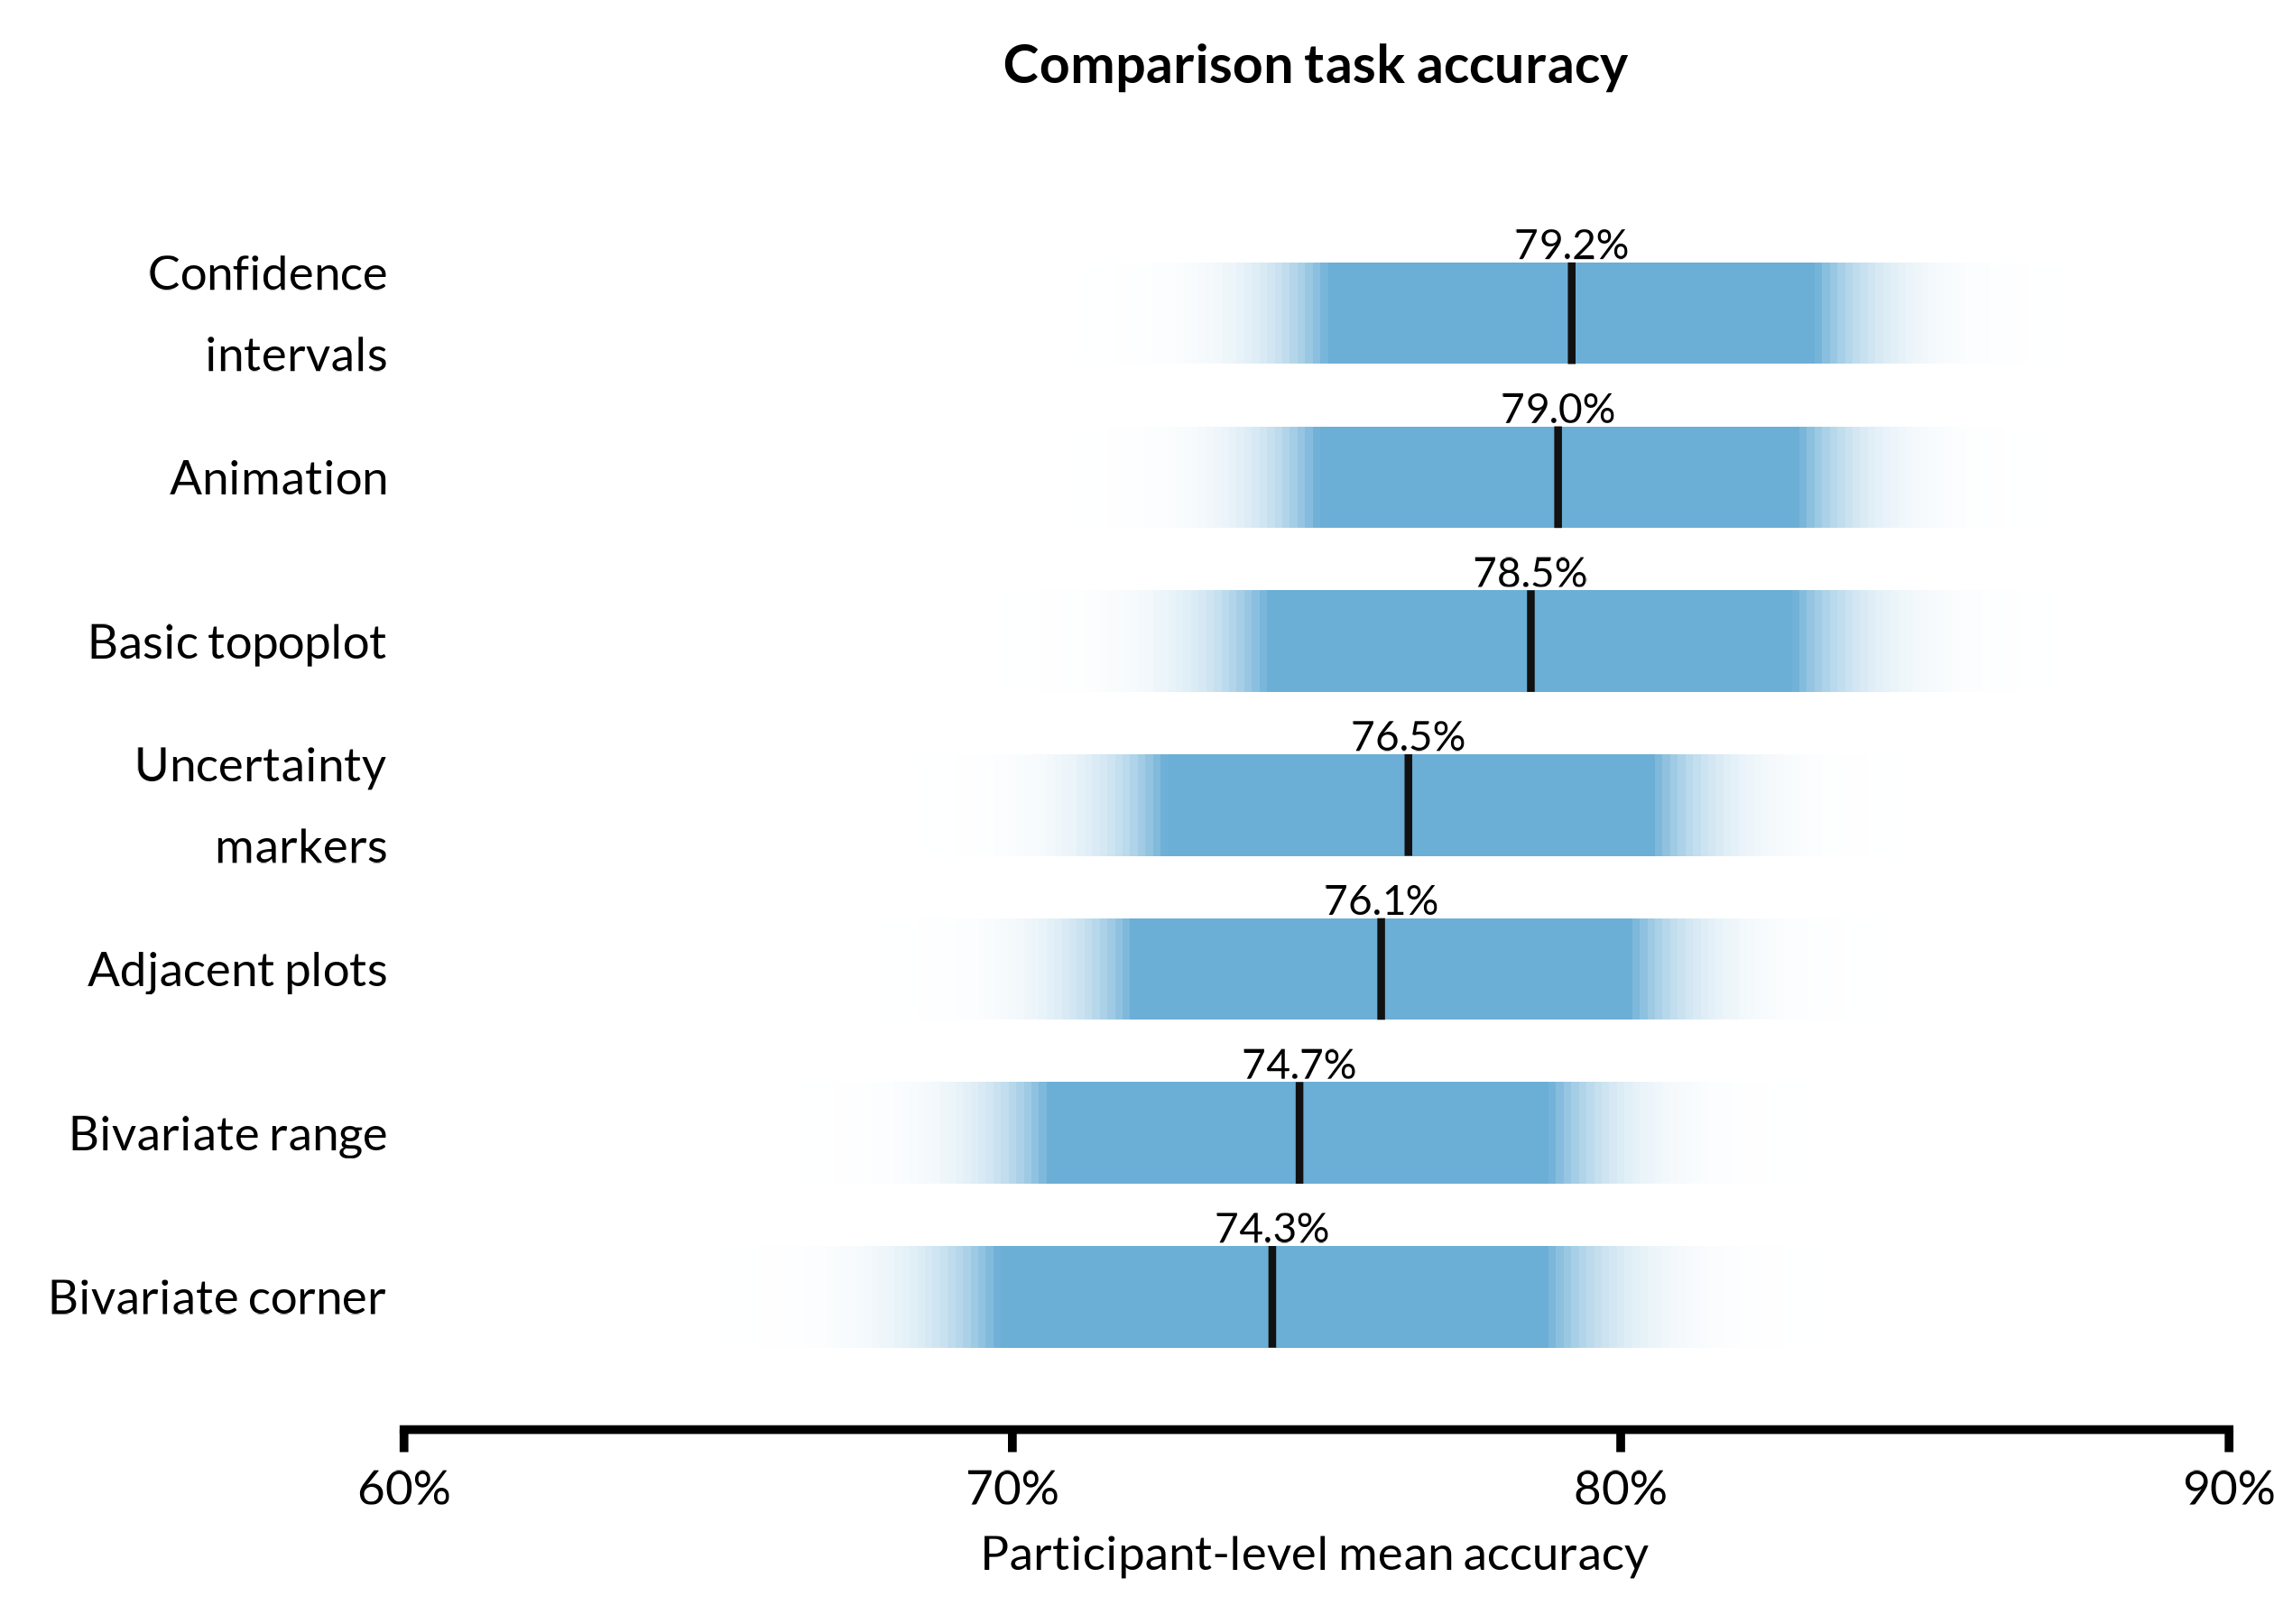 Comparison task accuracy
79.2%
Confidence
intervals
79.0%
Animation
78.5%
Basic topoplot
76.5%
Uncertainty
markers
76.1%
Adjacent plots
74.7%
Bivariate range
74.3%
Bivariate corner
60% 70% 80% 90%
Participant-level mean accuracy